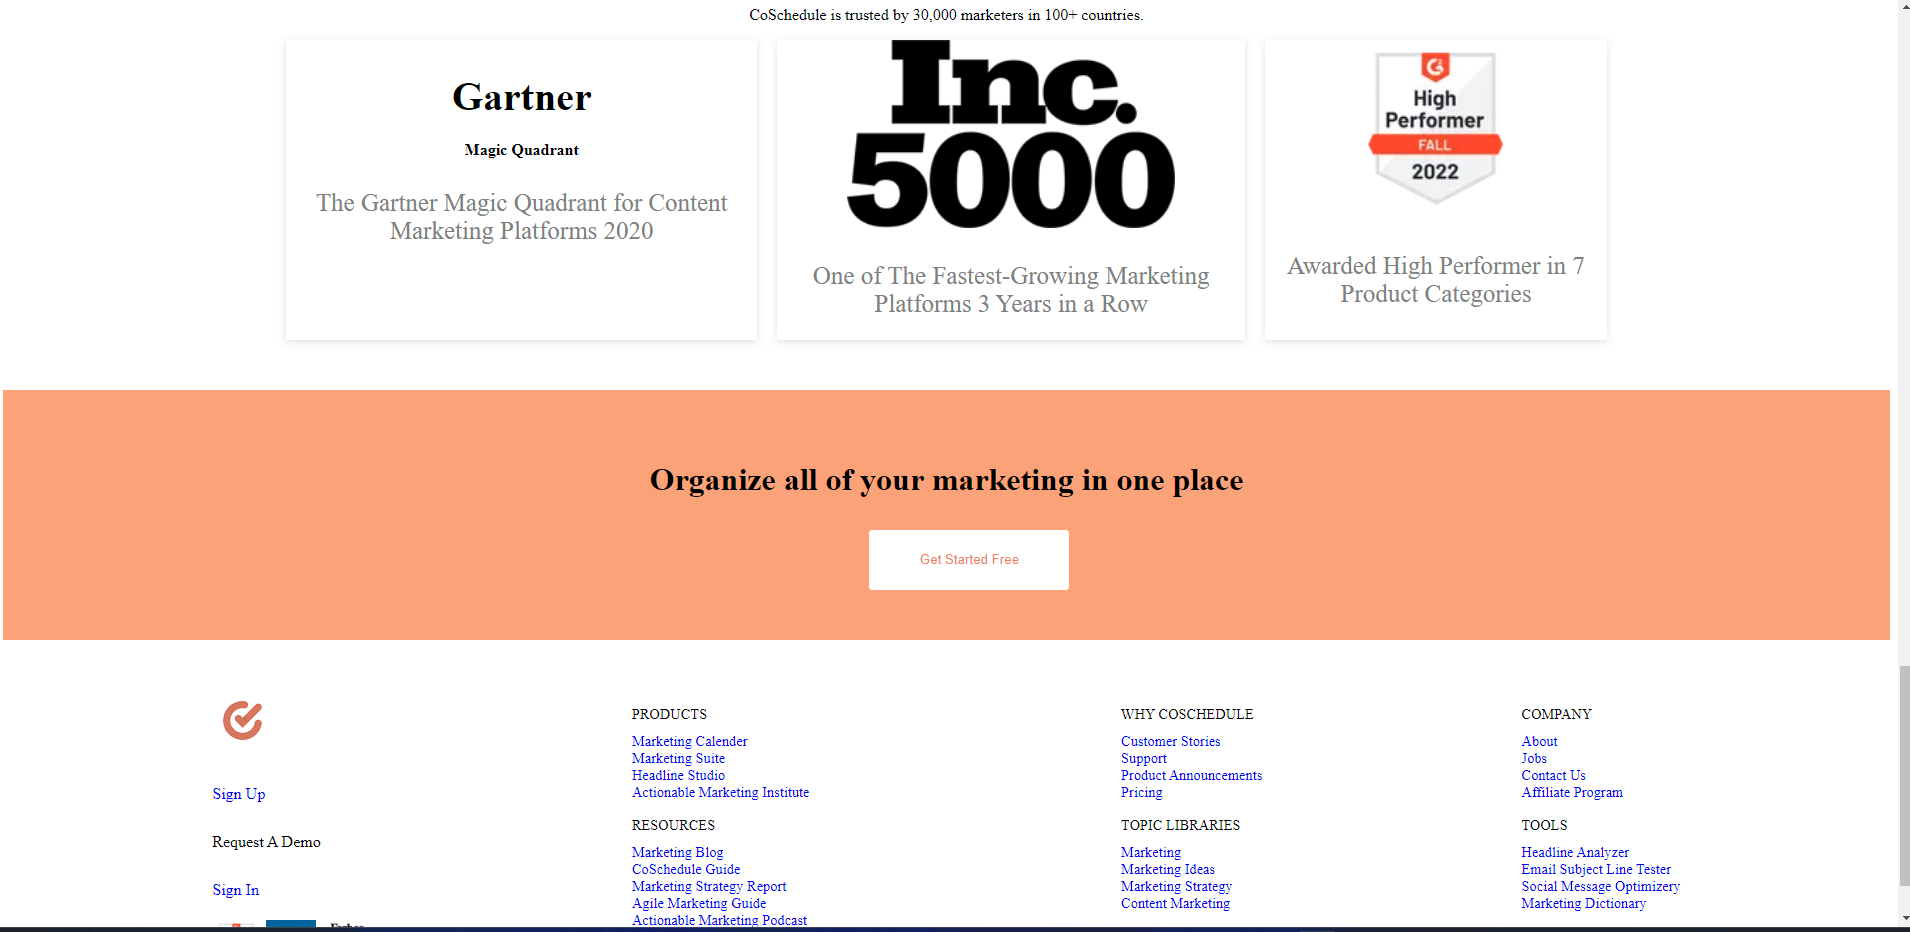 CoSchedule is trusted by 30,000 marketers in 100+ countries.
Gartner
Magic Quadrant
The Gartner Magic Quadrant for Content
Marketing Platforms 2020
Inc.
5000
One of The Fastest-Growing Marketing
Platforms 3 Years in a Row
High
Performer
FALL
2022
Awarded High Performer in 7
Product Categories
Organize all of your marketing in one place
Get Started Free
Sign Up
Request A Demo
Sign In
PRODUCTS
Marketing Calender
Marketing Suite
Headline Studio
Actionable Marketing Institute
RESOURCES
Marketing Blog
CoSchedule Guide
Marketing Strategy Report
Agile Marketing Guide
Actionable Marketing Podcast
WHY COSCHEDULE
Customer Stories
Support
Product Announcements
Pricing
TOPIC LIBRARIES
Marketing
Marketing Ideas
Marketing Strategy
Content Marketing
COMPANY
About
Jobs
Contact Us
Affiliate Program
TOOLS
Headline Analyzer
Email Subject Line Tester
Social Message Optimizery
Marketing Dictionary